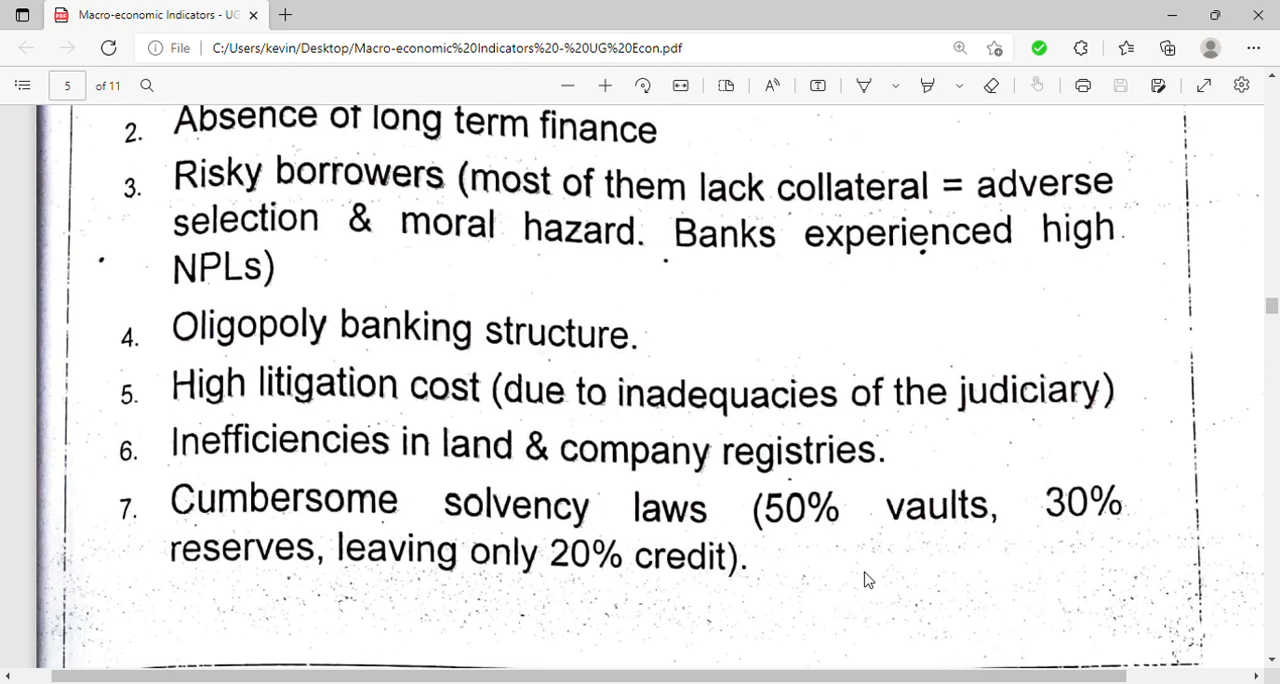 Macro-economic Indicators - UG
File
C:/Users/kevin/Desktop/Macro-economic%20Indicators%20-%20UG%20Econ.pdf
5 of 11
2. Absence of long term finance
3. Risky borrowers (most of them lack collateral = adverse
selection & moral hazard. Banks experienced high
NPLs)
4. Oligopoly banking structure.
5. High litigation cost (due to inadequacies of the judiciary)
6. Inefficiencies in land & company registries.
7. Cumbersome solvency laws (50% vaults, 30%
reserves, leaving only 20% credit).